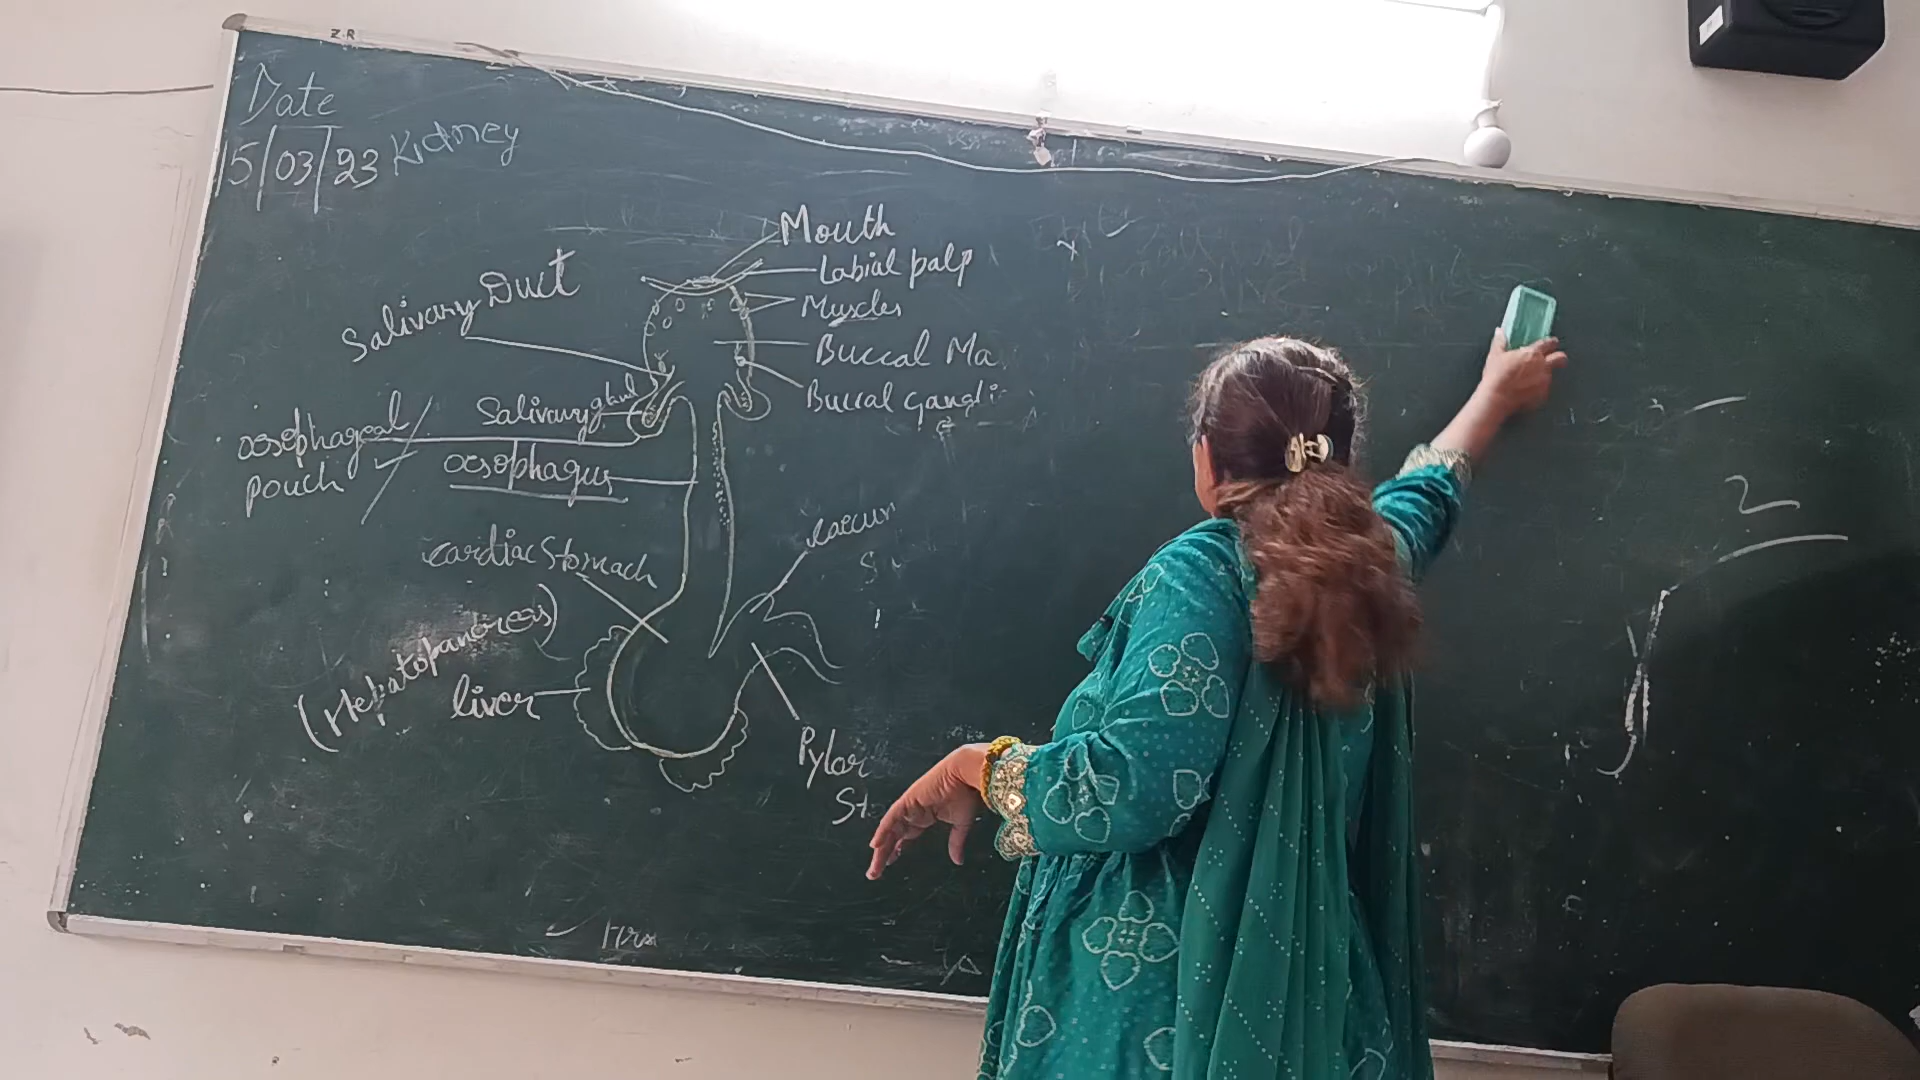 Z.R
Date
15/03/23 Kidney
Mouth
Labial palp
Muscles
Buccal Ma
Buccal gangli
Salivary Duct
Salivary gland
oesophageal
pouch
oesophagus
cardiac Stomach
caecum
(Hepatopancreas)
liver
Pylor
St
2